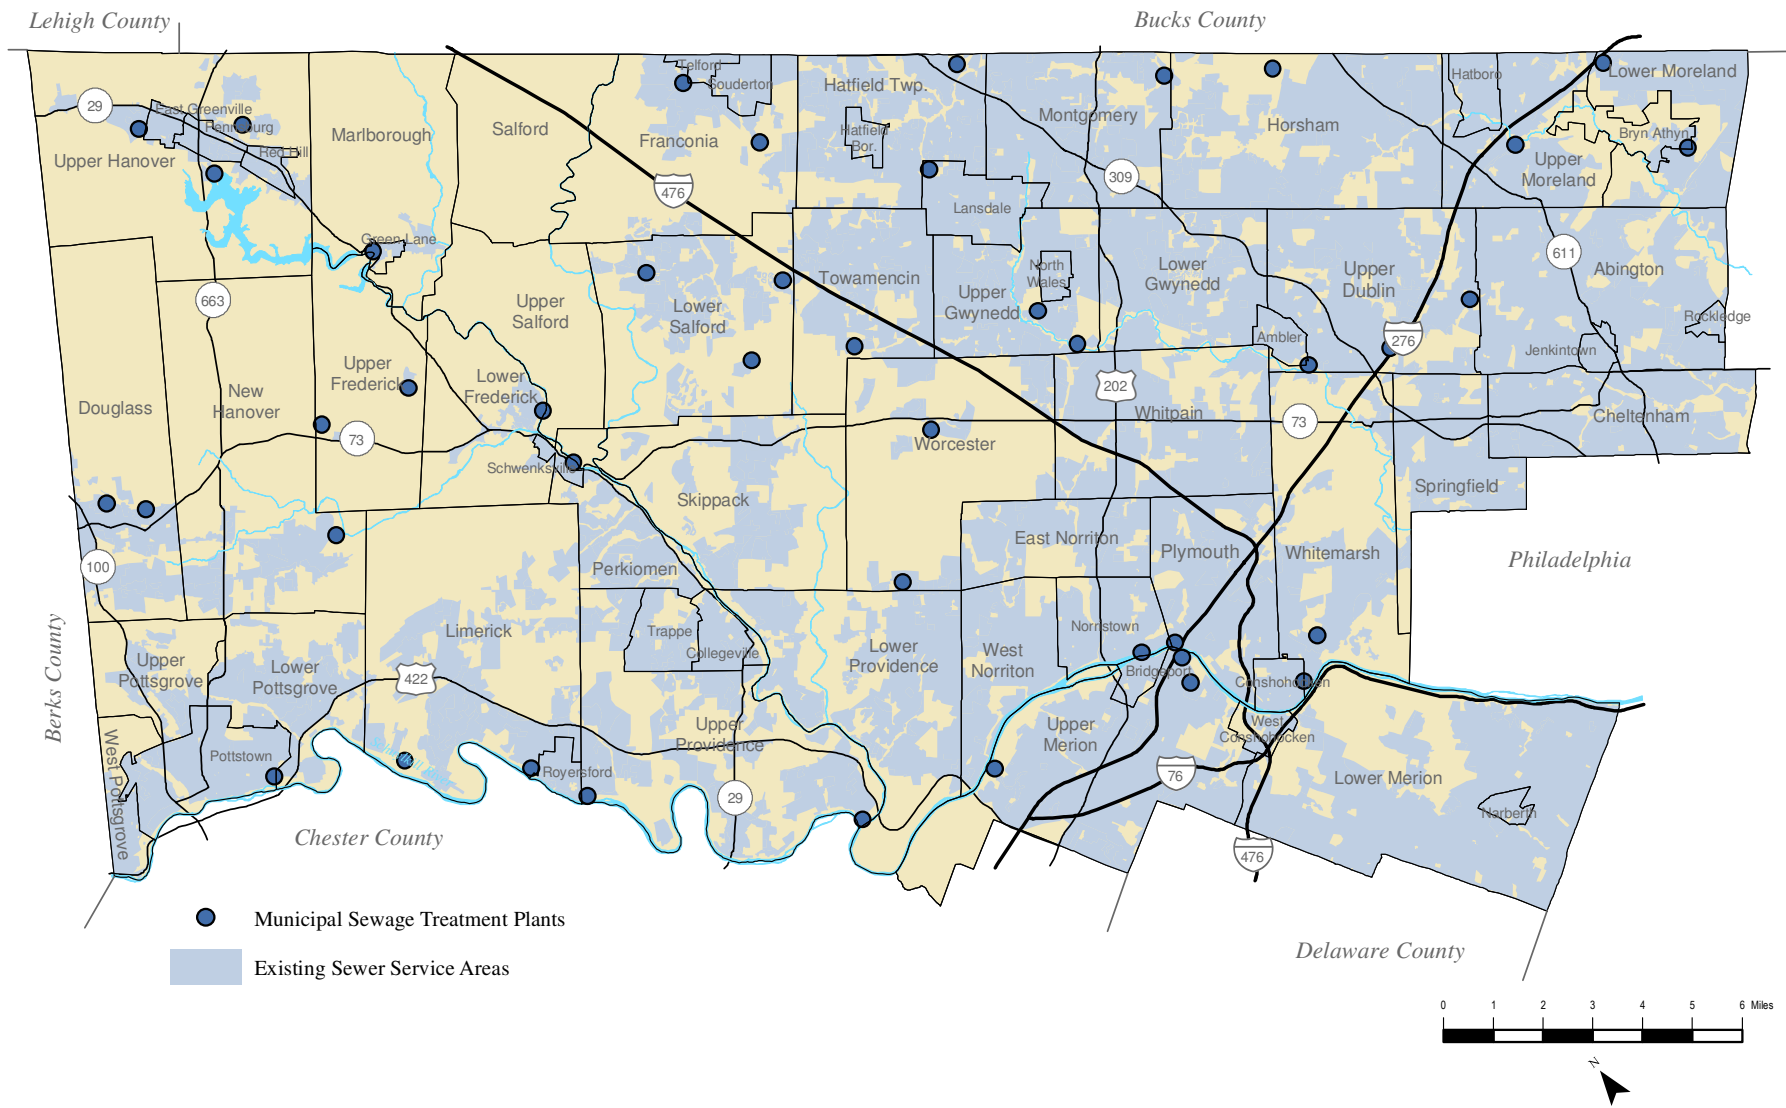 Lehigh County
Bucks County
Telford
Souderton
Hatfield Twp.
Hatboro
Lower Moreland
29
East Greenville
Pennsburg
Red Hill
Upper Hanover
Marlborough
Salford
Franconia
Hatfield
Bor.
Montgomery
Horsham
Bryn Athyn
Upper
Moreland
476
309
Lansdale
Green Lane
663
Upper
Salford
Lower
Salford
Towamencin
Upper
Gwynedd
North
Wales
Lower
Gwynedd
Upper
Dublin
611
Abington
Rockledge
Ambler
276
Jenkintown
Douglass
New
Hanover
Upper
Frederick
Lower
Frederick
202
Whitpain
73
Cheltenham
73
Worcester
Schwenksville
Skippack
Springfield
100
Perkiomen
East Norriton
Plymouth
Whitemarsh
Philadelphia
Berks County
Limerick
Trappe
Collegeville
Lower
Providence
West
Norriton
Norristown
Bridgeport
Conshohocken
Upper
Pottsgrove
Lower
Pottsgrove
422
West Pottsgrove
Pottstown
Royersford
Upper
Providence
29
Upper
Merion
West
Conshohocken
76
Lower Merion
Narberth
476
Chester County
Delaware County
Municipal Sewage Treatment Plants
Existing Sewer Service Areas
0 1 2 3 4 5 6 Miles
N